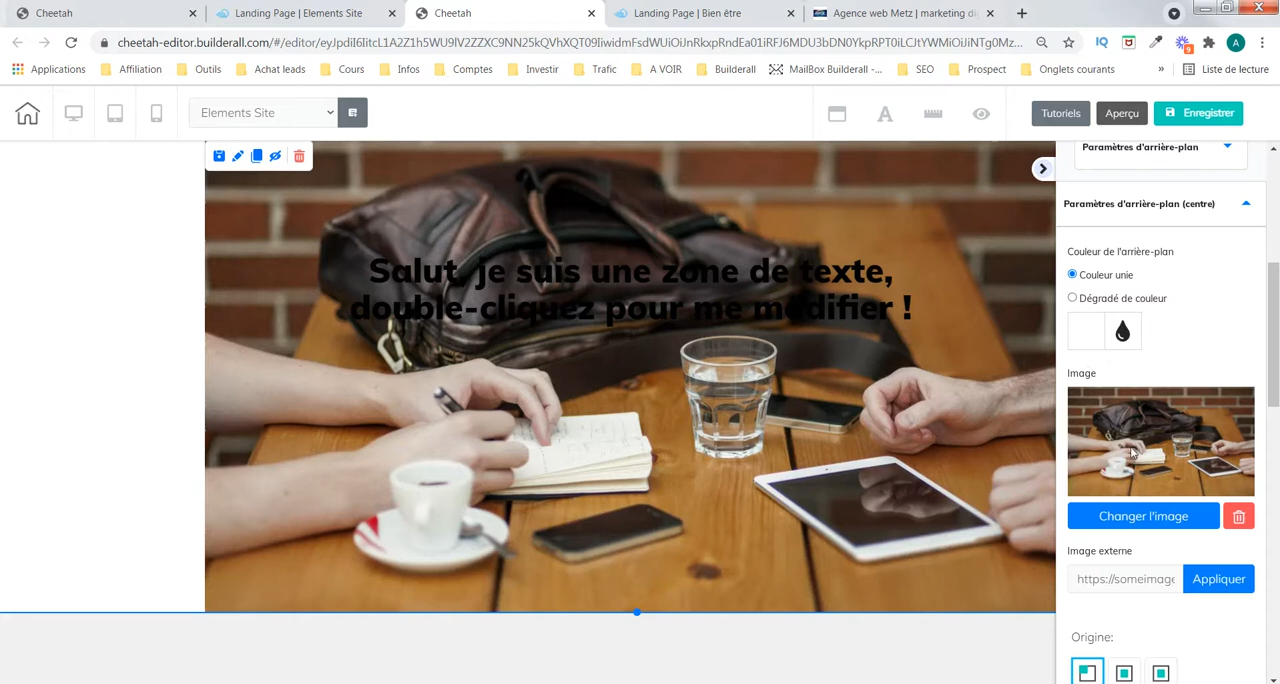 Cheetah
Landing Page | Elements Site
Cheetah
Landing Page | Bien être
Agence web Metz | marketing di
cheetah-editor.builderall.com/#/editor/
Applications
Affiliation
Outils
Achat leads
Cours
Infos
Comptes
Investir
Trafic
A VOIR
Builderall
MailBox Builderall -...
SEO
Prospect
Onglets courants
»
Liste de lecture
Elements Site
Tutoriels
Aperçu
Enregistrer
Paramètres d'arrière-plan
Paramètres d'arrière-plan (centre)
Salut, je suis une zone de texte,
double-cliquez pour me modifier !
Couleur de l'arrière-plan
Couleur unie
Dégradé de couleur
Image
Changer l'image
Image externe
https://someimage
Appliquer
Origine: